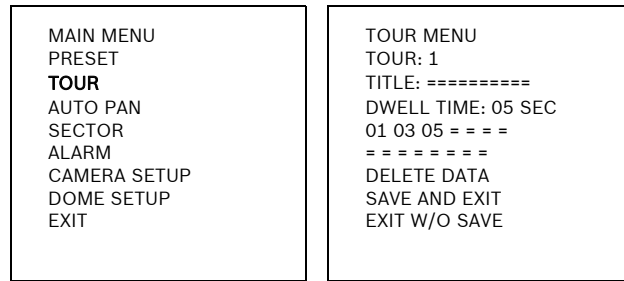 MAIN MENU
PRESET
TOUR
AUTO PAN
SECTOR
ALARM
CAMERA SETUP
DOME SETUP
EXIT
TOUR MENU
TOUR: 1
TITLE: ==========
DWELL TIME: 05 SEC
01 03 05 = = = =
= = = = = = = =
DELETE DATA
SAVE AND EXIT
EXIT W/O SAVE